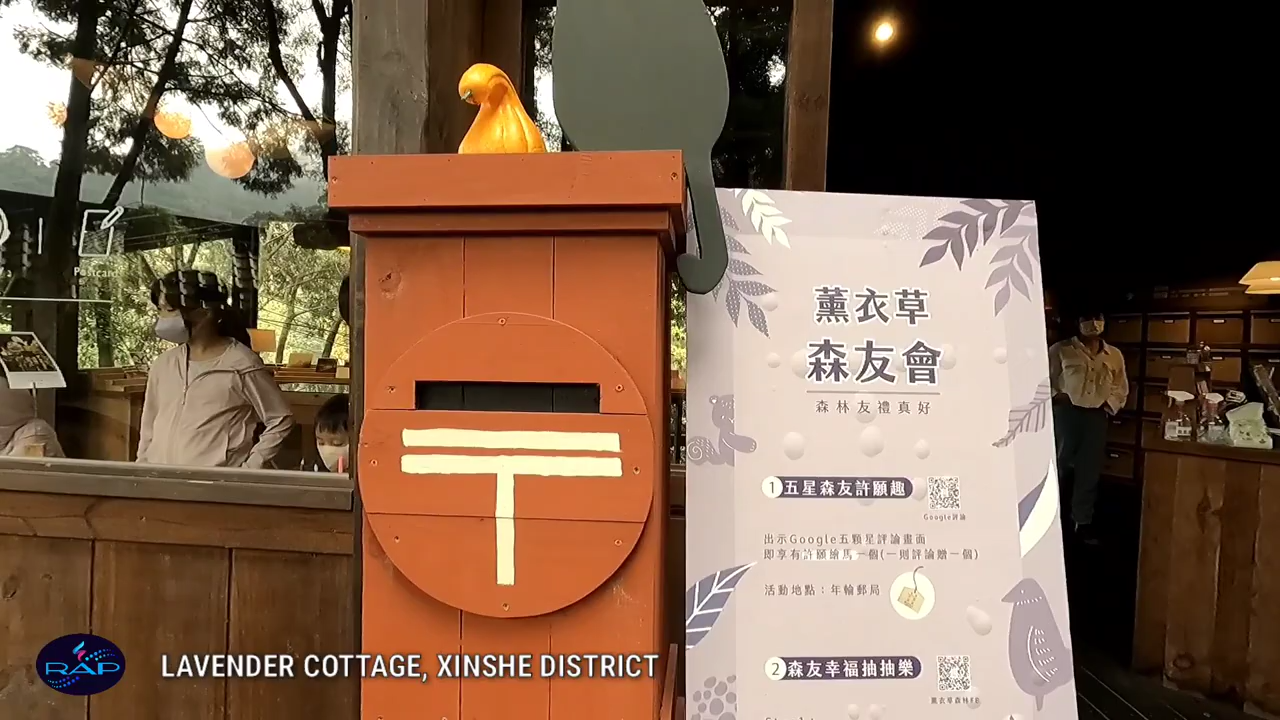 Postcard
薰衣草
森友會
森林友禮真好
1 五星森友許願趣
Google評論
出示Google五顆星評論畫面
即享有許願繪馬一個(一則評論贈一個)
活動地點：年輪郵局
2 森友幸福抽抽樂
薰衣草森林FB
RAP
LAVENDER COTTAGE, XINSHE DISTRICT